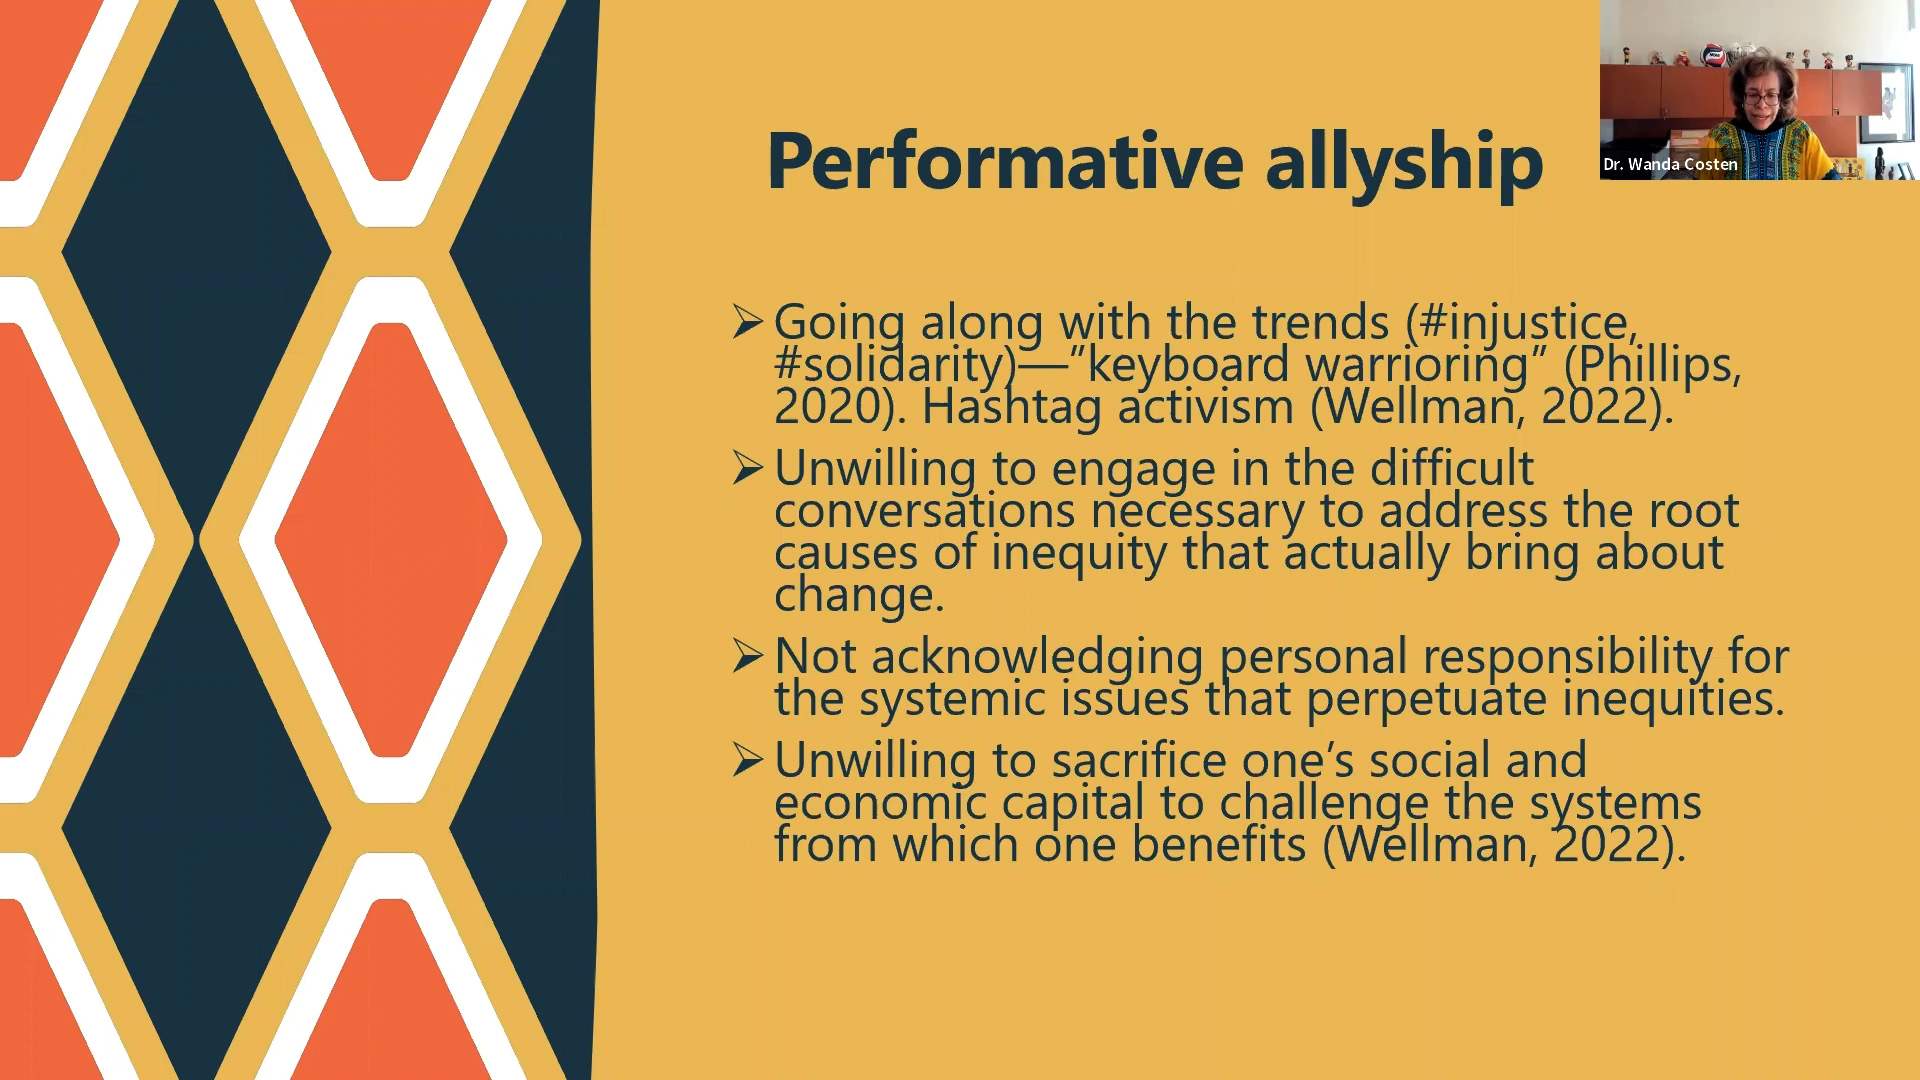 Performative allyship
Dr. Wanda Costen
➢Going along with the trends (#injustice,
#solidarity)—”keyboard warrioring” (Phillips,
2020). Hashtag activism (Wellman, 2022).
➢Unwilling to engage in the difficult
conversations necessary to address the root
causes of inequity that actually bring about
change.
➢Not acknowledging personal responsibility for
the systemic issues that perpetuate inequities.
➢Unwilling to sacrifice one’s social and
economic capital to challenge the systems
from which one benefits (Wellman, 2022).